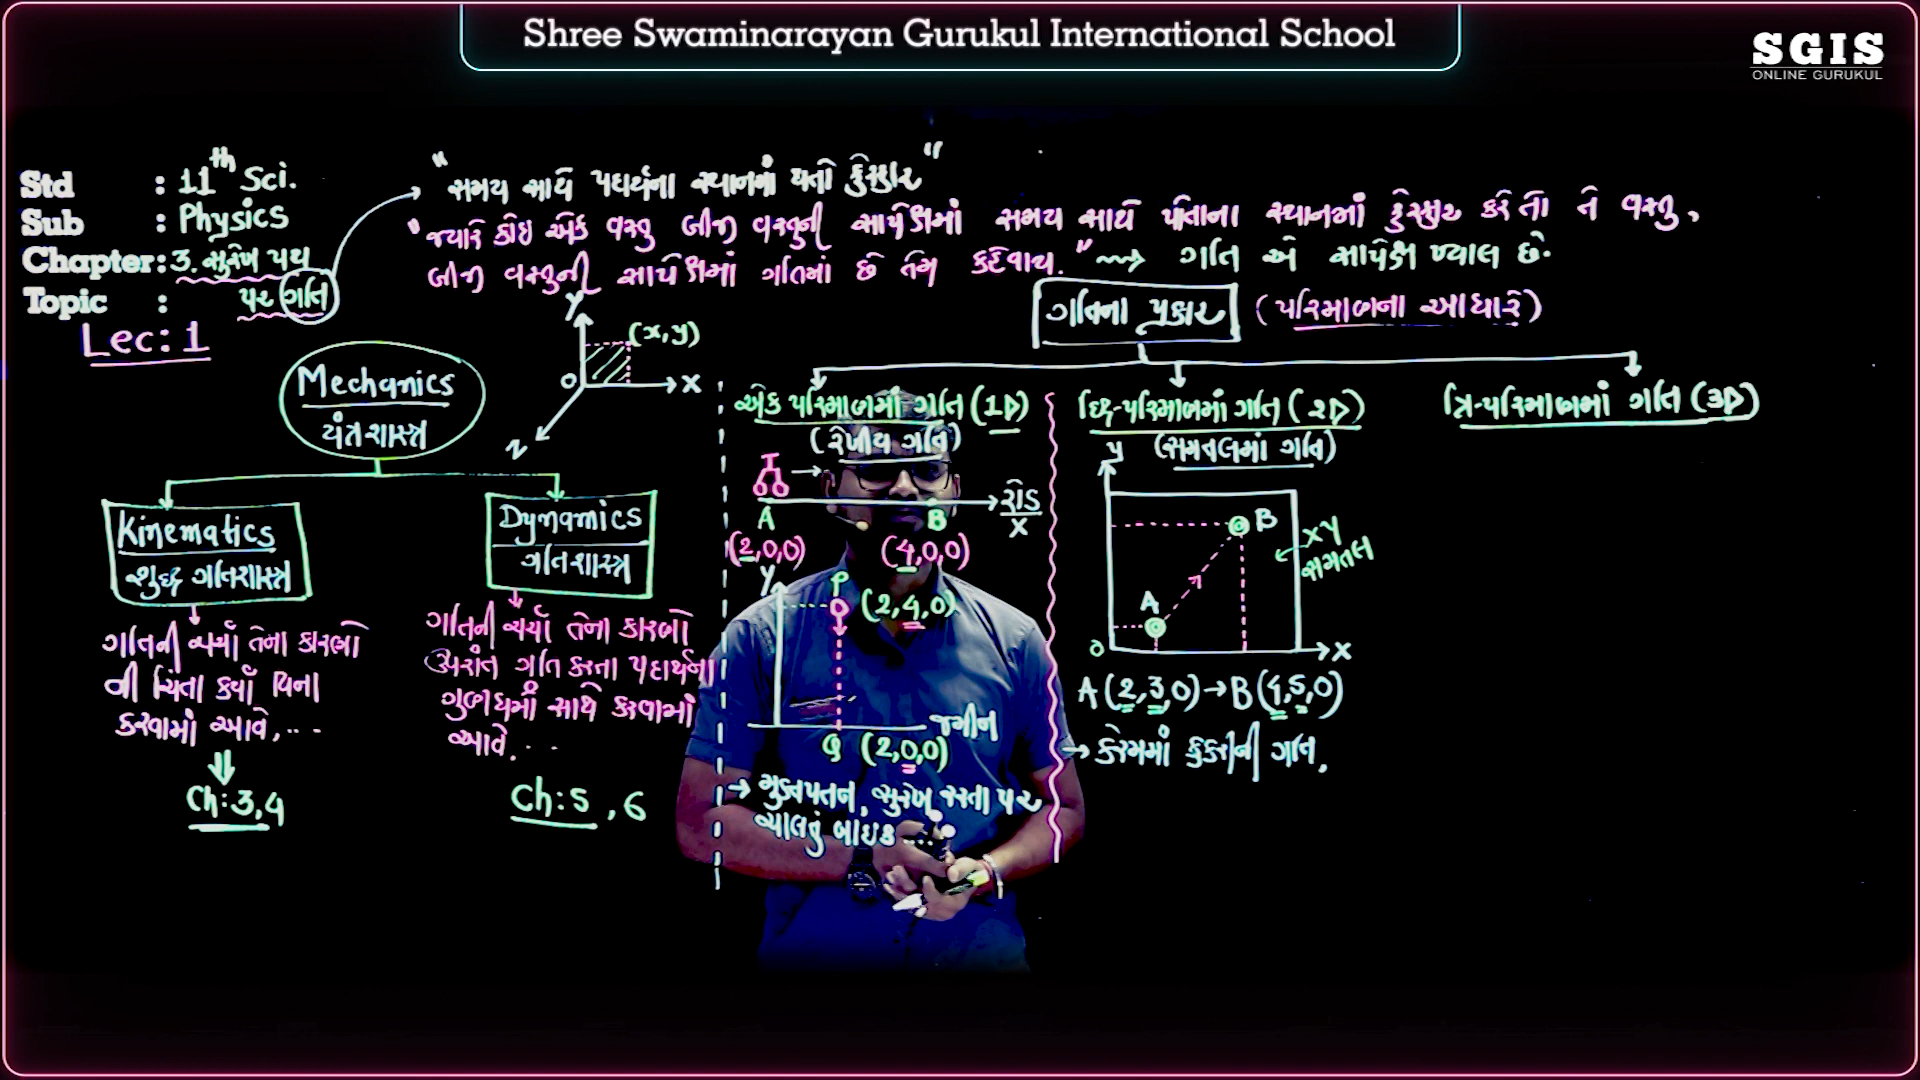 Shree Swaminarayan Gurukul International School
SGIS
ONLINE GURUKUL
Std : 11th Sci.
Sub : Physics
Chapter: 3. સુરેખ પથ
Topic : પર ગતિ
Lec: 1
"સમય સાથે પદાર્થના સ્થાનમાં થતો ફેરફાર"
"જ્યારે કોઇ એક વસ્તુ બીજી વસ્તુની સાપેક્ષમાં સમય સાથે પોતાના સ્થાનમાં ફેરફાર કરે તો તે વસ્તુ,
બીજી વસ્તુની સાપેક્ષમાં ગતિમાં છે તેમ કહેવાય." ⇝ ગતિ એ સાપેક્ષ ખ્યાલ છે.
ગતિના પ્રકાર (પરિમાણના આધારે)
Mechanics
યંત્રશાસ્ત્ર
Y
(x,y)
O
X
Z
Kinematics
શુદ્ધ ગતિશાસ્ત્ર
ગતિની ચર્ચા તેના કારણો
ની ચિંતા કર્યા વિના
કરવામાં આવે,...
Ch:3,4
Dynamics
ગતિશાસ્ત્ર
ગતિની ચર્ચા તેના કારણો
ઉપરાંત ગતિ કરતા પદાર્થના
ગુણધર્મો સાથે કરવામાં
આવે. ..
Ch:5,6
એક પરિમાણમાં ગતિ (1D)
(રેખીય ગતિ)
રોડ
X
A B
(2,0,0) (4,0,0)
Y
P (2,4,0)
જમીન
Q (2,0,0)
→ મુક્તપતન, સુરેખ રસ્તા પર
ચાલતું બાઇક ....
દ્વિ-પરિમાણમાં ગતિ (2D)
(સમતલમાં ગતિ)
y
B
xy
સમતલ
A
O
X
A(2,3,0)→B(4,5,0)
→ કેરમમાં કુકરીની ગતિ.
ત્રિ-પરિમાણમાં ગતિ (3D)